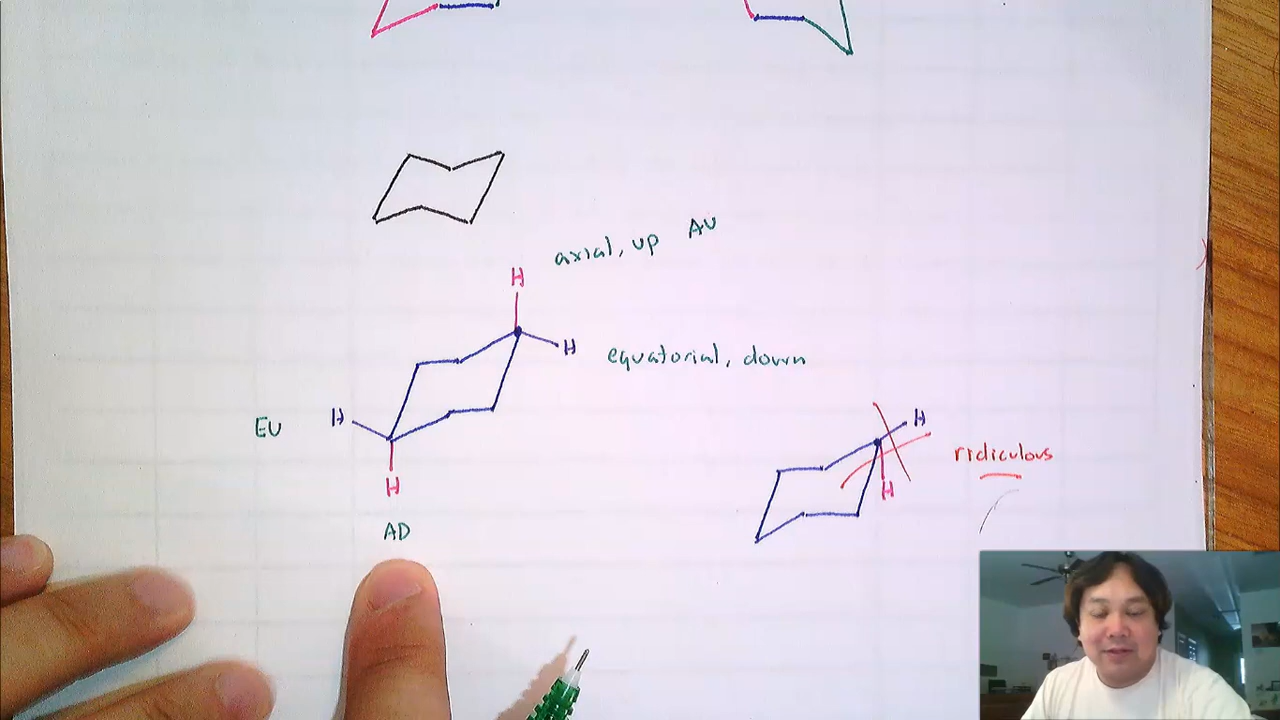 axial, up AU
H
H equatorial, down
EU H
H
AD
H
ridiculous
H